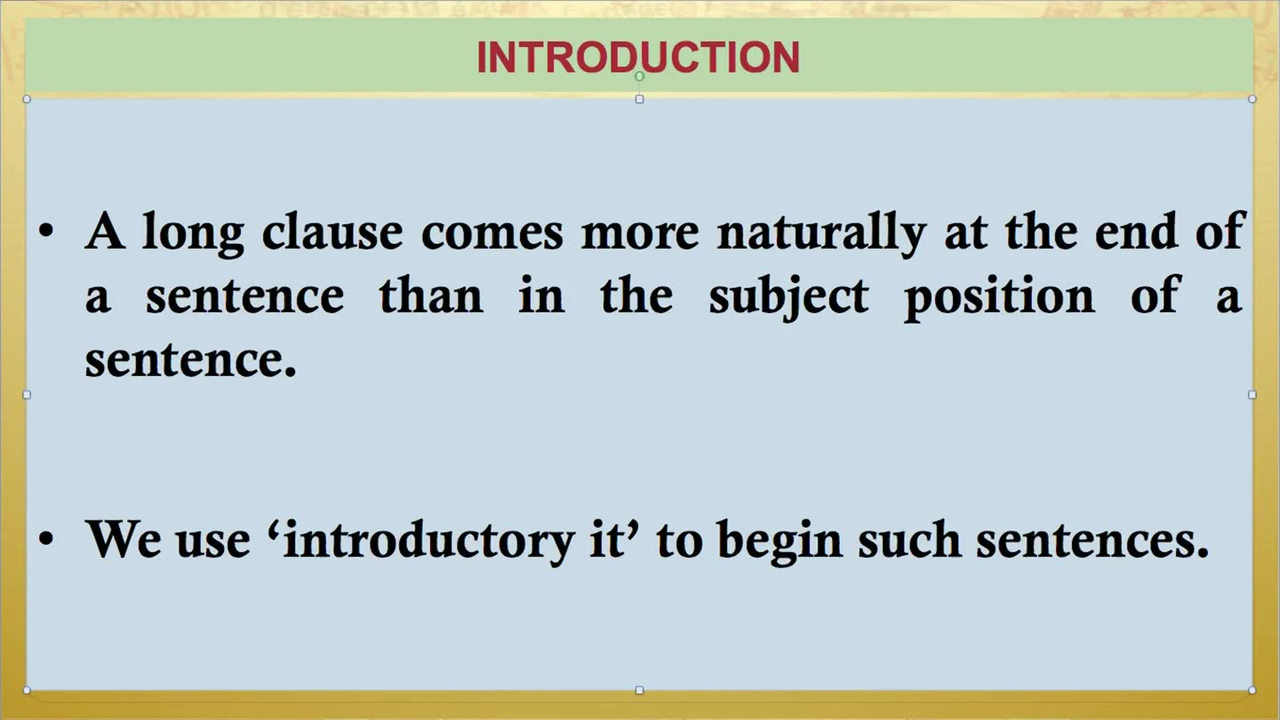 INTRODUCTION
• A long clause comes more naturally at the end of
a sentence than in the subject position of a
sentence.
• We use ‘introductory it’ to begin such sentences.